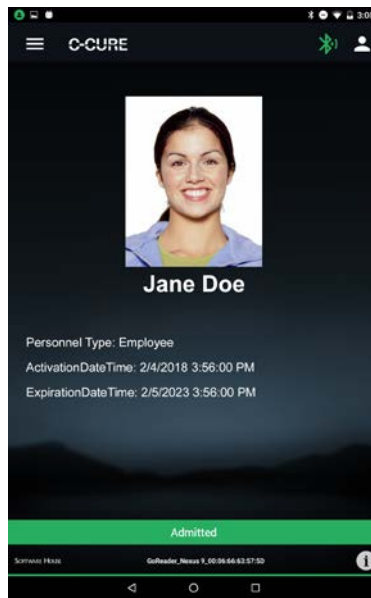 3:08
C•CURE
Jane Doe
Personnel Type: Employee
ActivationDateTime: 2/4/2018 3:56:00 PM
ExpirationDateTime: 2/5/2023 3:56:00 PM
Admitted
SOFTWARE HOUSE
GoReader_Nexus 9_00:06:66:63:57:5D